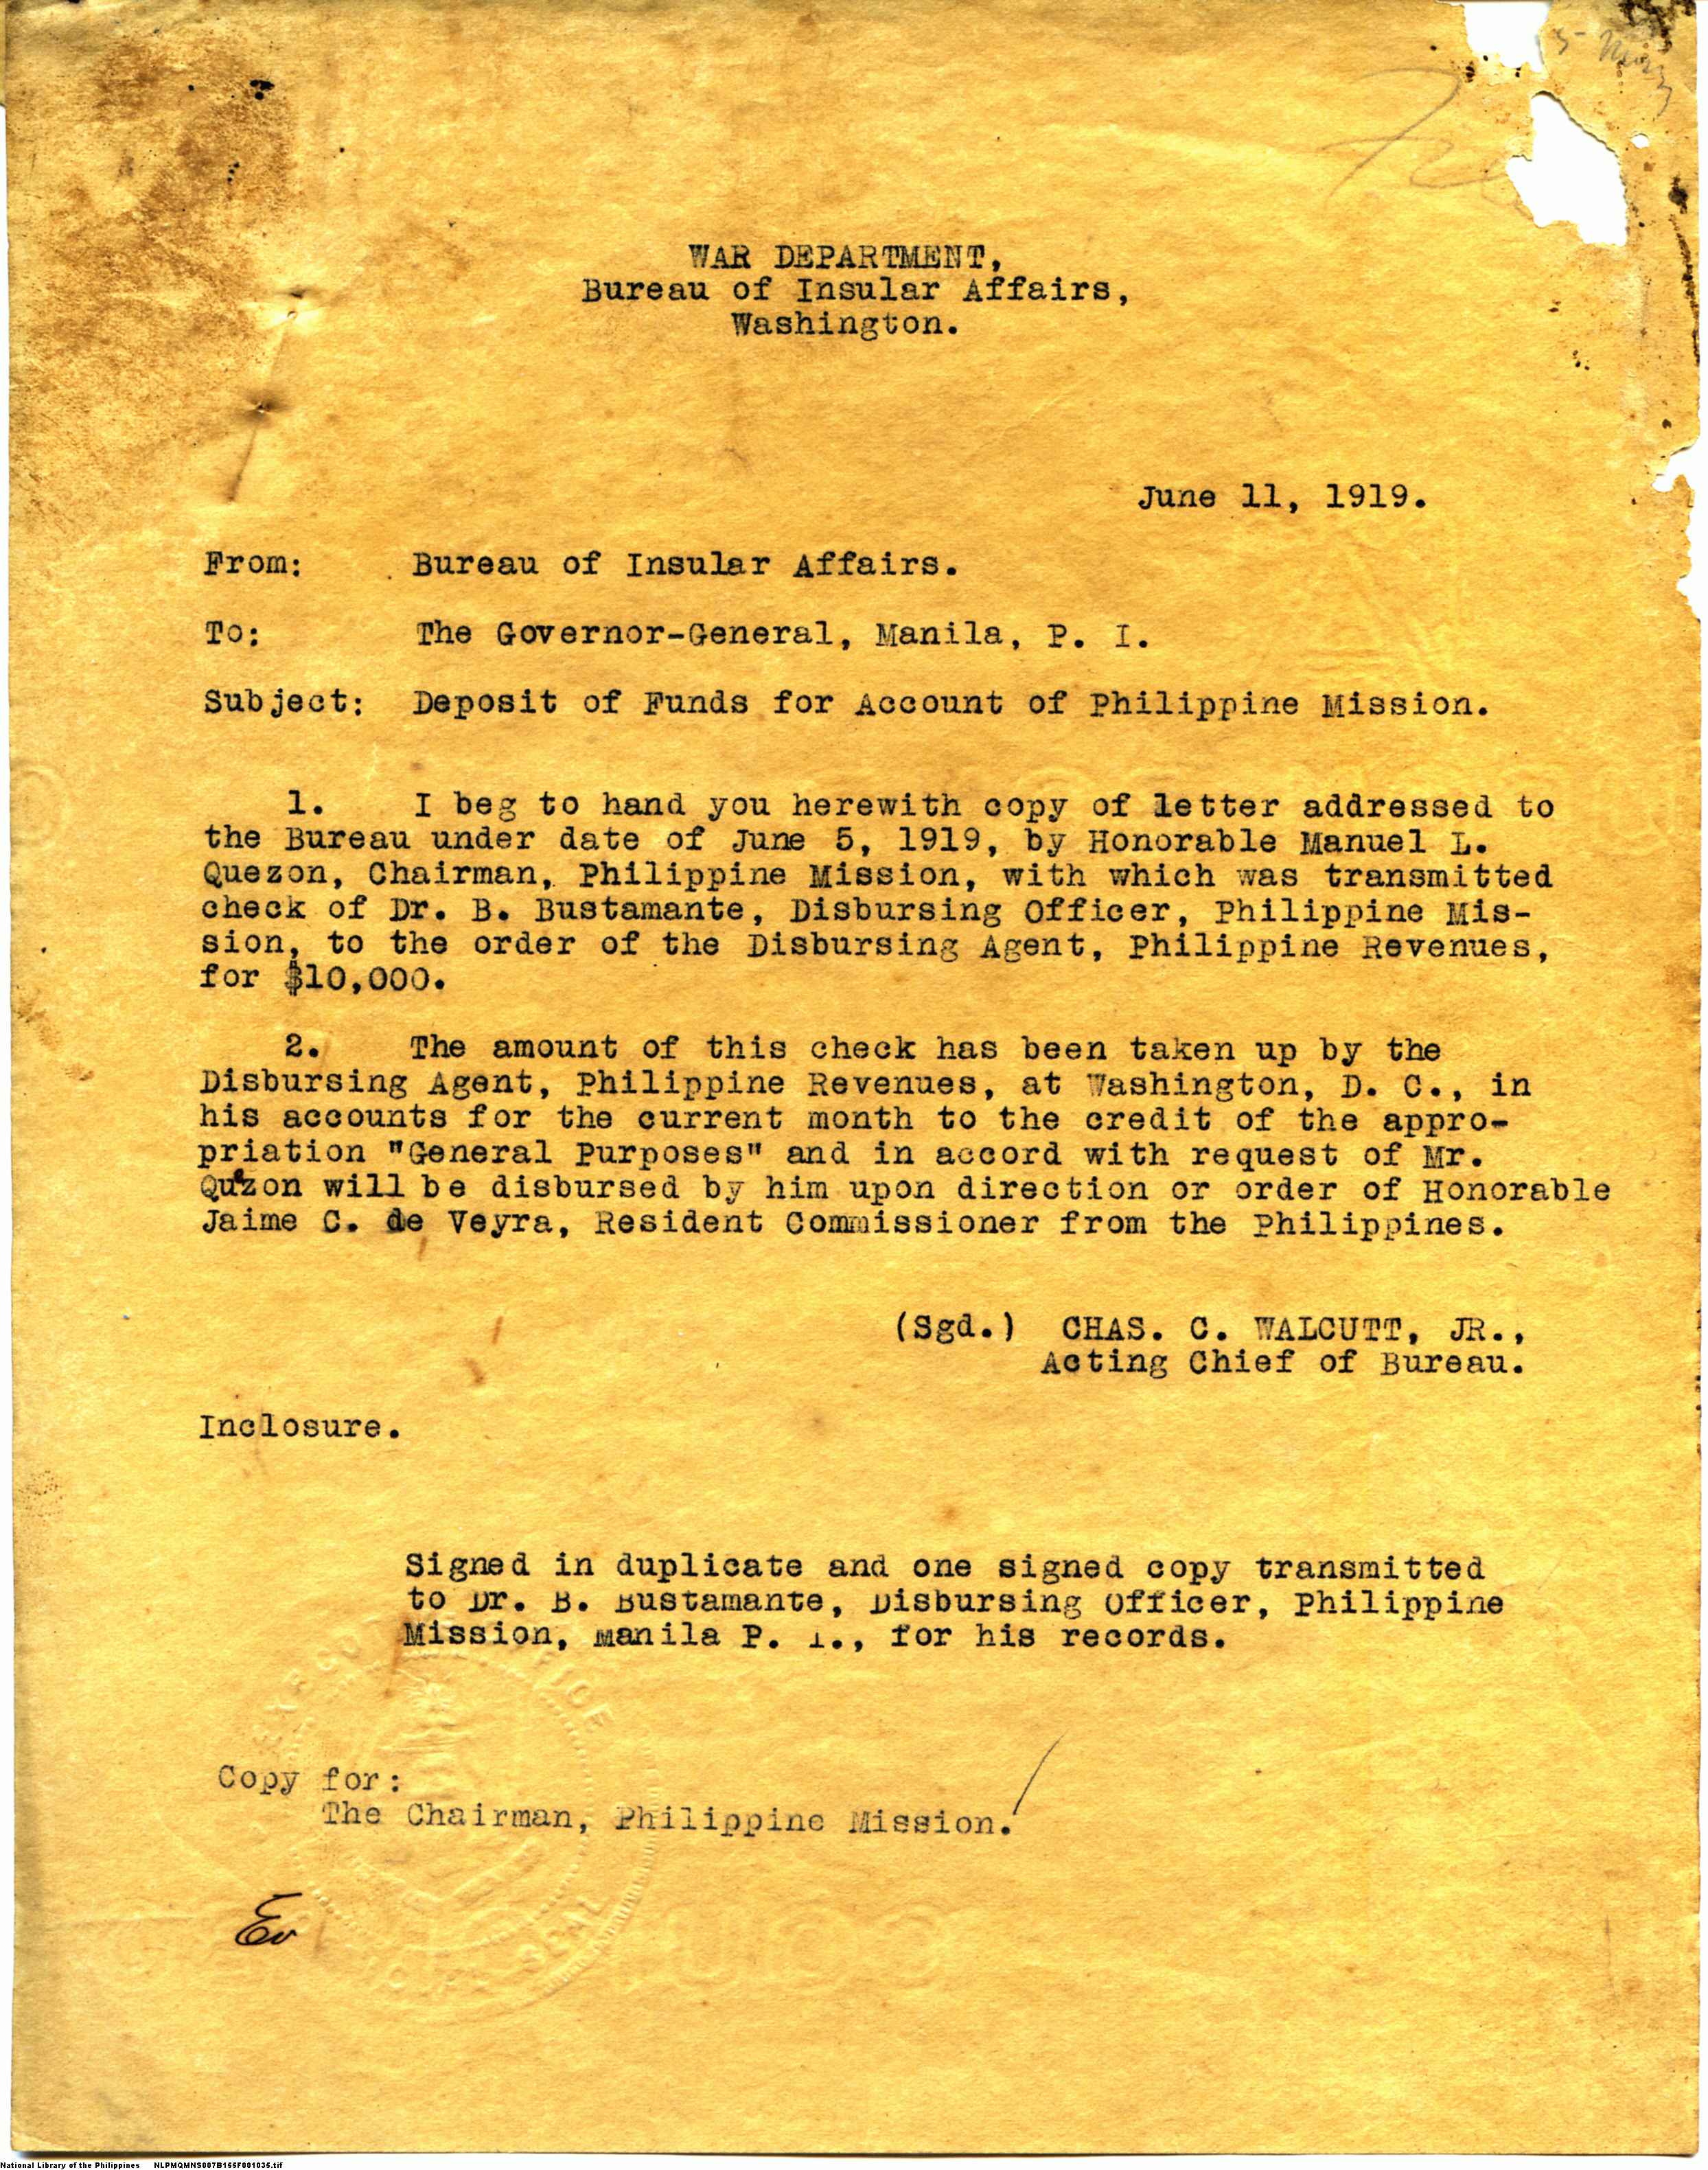 WAR DEPARTMENT,
Bureau of Insular Affairs,
Washington.
June 11, 1919.
From: Bureau of Insular Affairs.
To: The Governor-General, Manila, P. I.
Subject: Deposit of Funds for Account of Philippine Mission.
1. I beg to hand you herewith copy of letter addressed to
the Bureau under date of June 5, 1919, by Honorable Manuel L.
Quezon, Chairman, Philippine Mission, with which was transmitted
check of Dr. B. Bustamante, Disbursing Officer, Philippine Mis-
sion, to the order of the Disbursing Agent, Philippine Revenues,
for $10,000.
2. The amount of this check has been taken up by the
Disbursing Agent, Philippine Revenues, at Washington, D. C., in
his accounts for the current month to the credit of the appro-
priation "General Purposes" and in accord with request of Mr.
Quezon will be disbursed by him upon direction or order of Honorable
Jaime C. de Veyra, Resident Commissioner from the Philippines.
(Sgd.) CHAS. C. WALCUTT, JR.,
Acting Chief of Bureau.
Inclosure.
Signed in duplicate and one signed copy transmitted
to Dr. B. Bustamante, Disbursing Officer, Philippine
Mission, Manila P. I., for his records.
Copy for:
The Chairman, Philippine Mission.
SEAL
National Library of the Philippines NLPMQMNS007B155F001035.tif